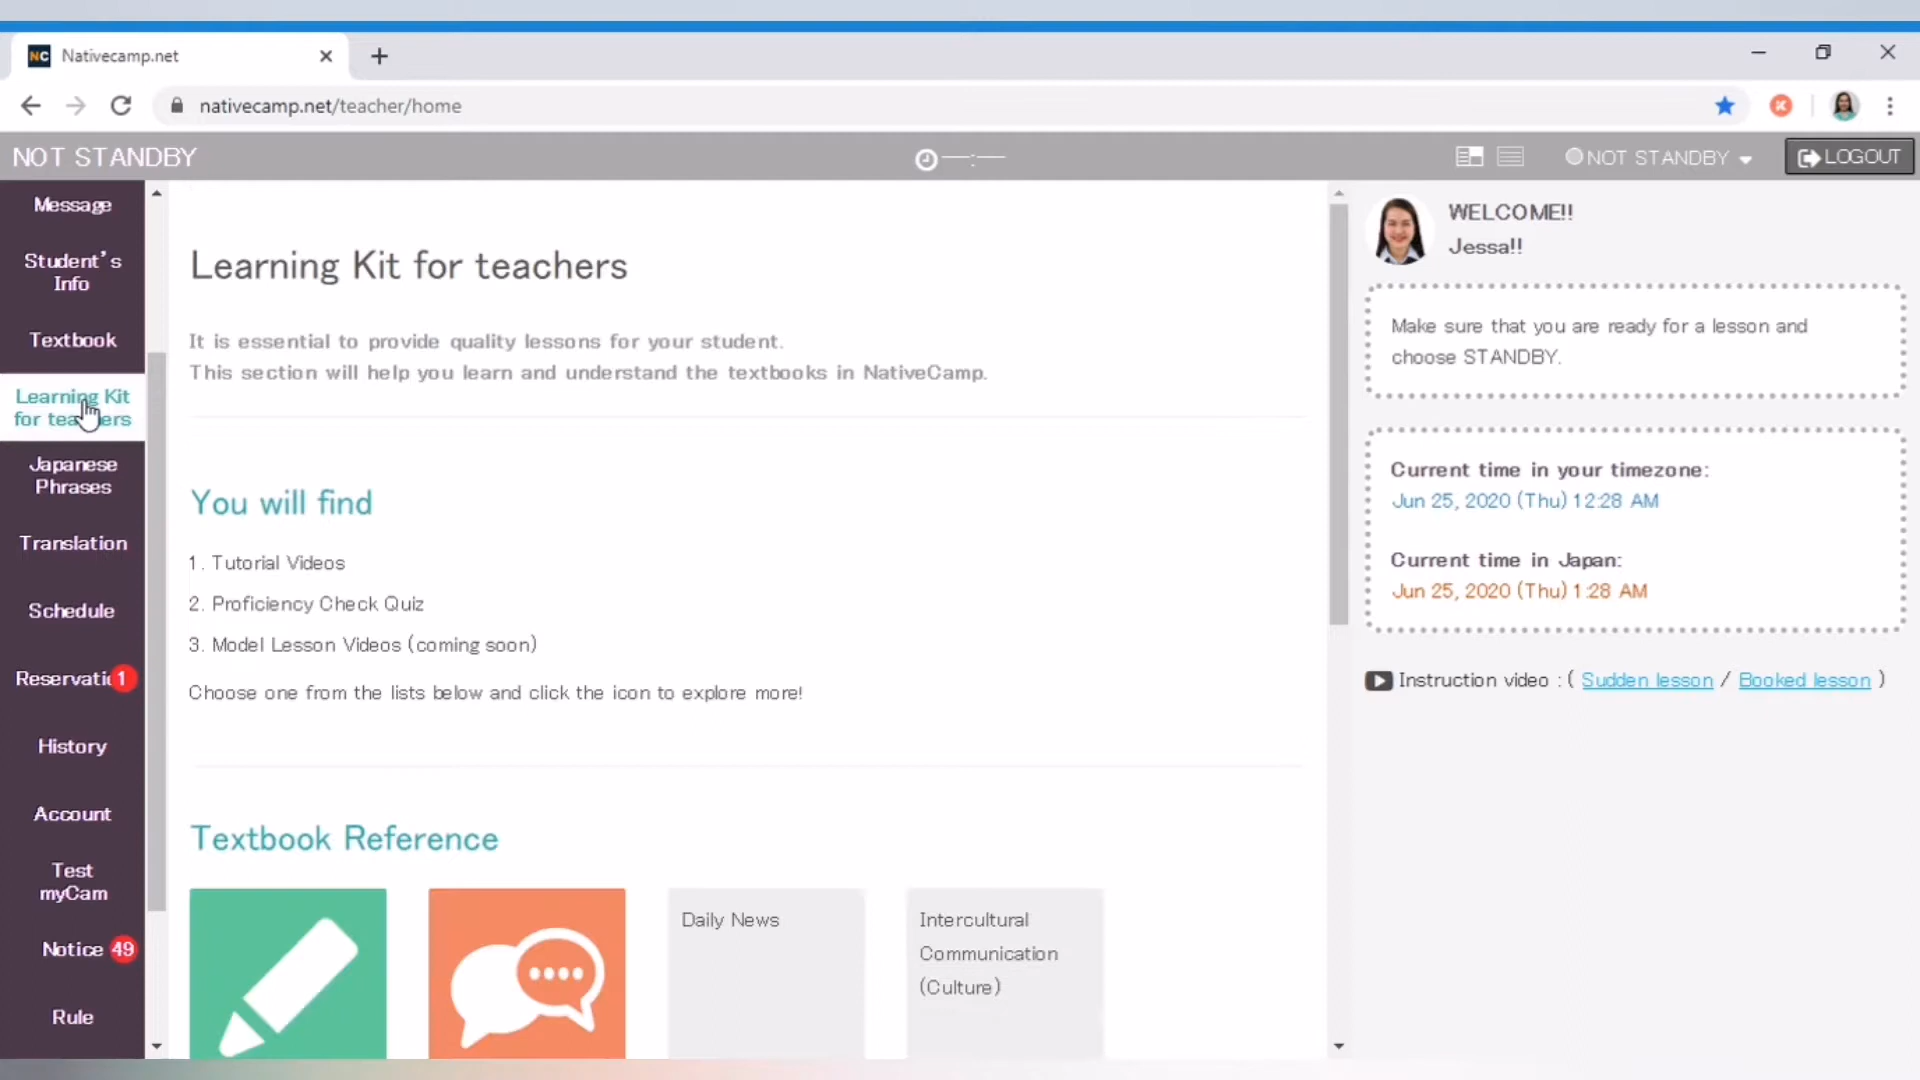 NC Nativecamp.net
nativecamp.net/teacher/home
NOT STANDBY
NOT STANDBY
LOGOUT
Message
Student's
Info
Textbook
Learning Kit
for teachers
Japanese
Phrases
Translation
Schedule
Reservatio 1
History
Account
Test
myCam
Notice 49
Rule
Learning Kit for teachers
It is essential to provide quality lessons for your student.
This section will help you learn and understand the textbooks in NativeCamp.
You will find
1. Tutorial Videos
2. Proficiency Check Quiz
3. Model Lesson Videos (coming soon)
Choose one from the lists below and click the icon to explore more!
Textbook Reference
Daily News
Intercultural
Communication
(Culture)
WELCOME!!
Jessa!!
Make sure that you are ready for a lesson and
choose STANDBY.
Current time in your timezone:
Jun 25, 2020 (Thu) 12:28 AM
Current time in Japan:
Jun 25, 2020 (Thu) 1:28 AM
Instruction video : ( Sudden lesson / Booked lesson )